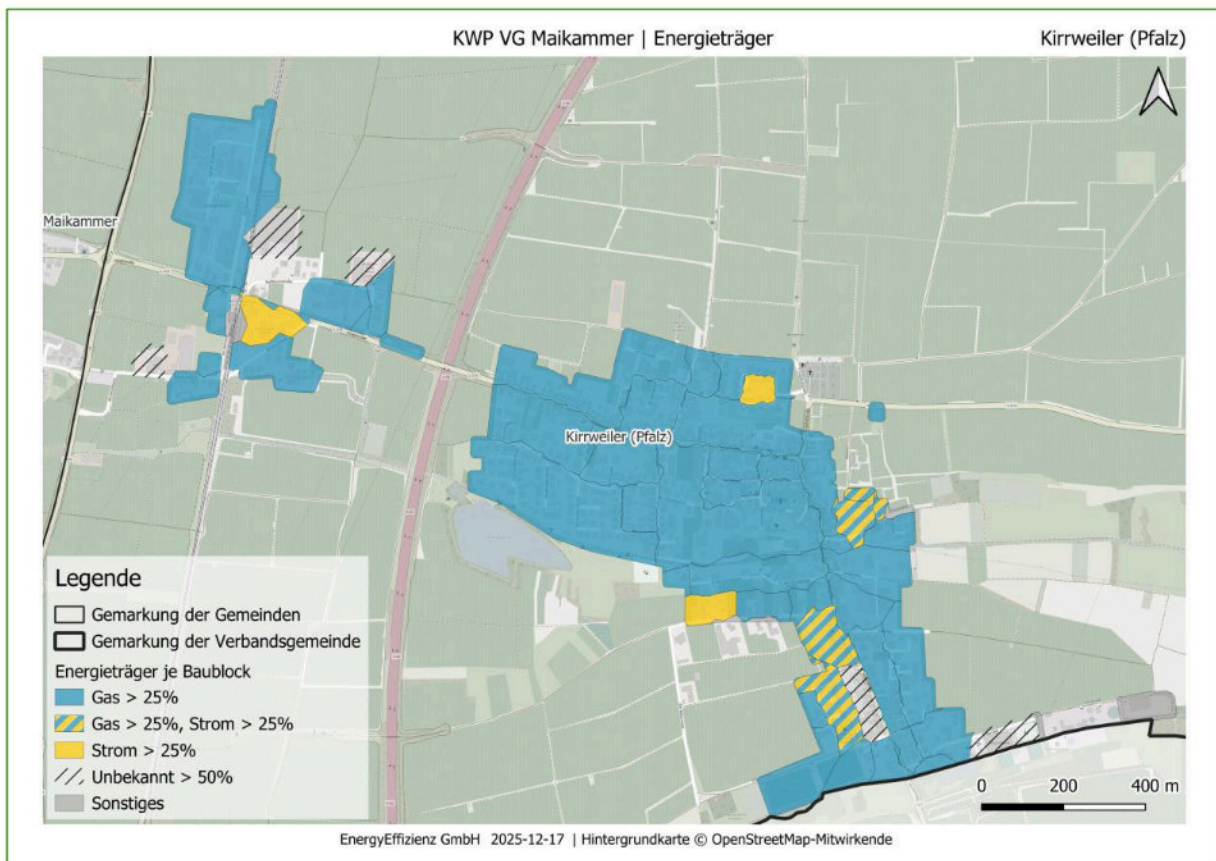 KWP VG Maikammer | Energieträger
Kirrweiler (Pfalz)
Maikammer
Kirrweiler (Pfalz)
Legende
Gemarkung der Gemeinden
Gemarkung der Verbandsgemeinde
Energieträger je Baublock
Gas > 25%
Gas > 25%, Strom > 25%
Strom > 25%
Unbekannt > 50%
Sonstiges
0 200 400 m
EnergyEffizienz GmbH 2025-12-17 | Hintergrundkarte © OpenStreetMap-Mitwirkende